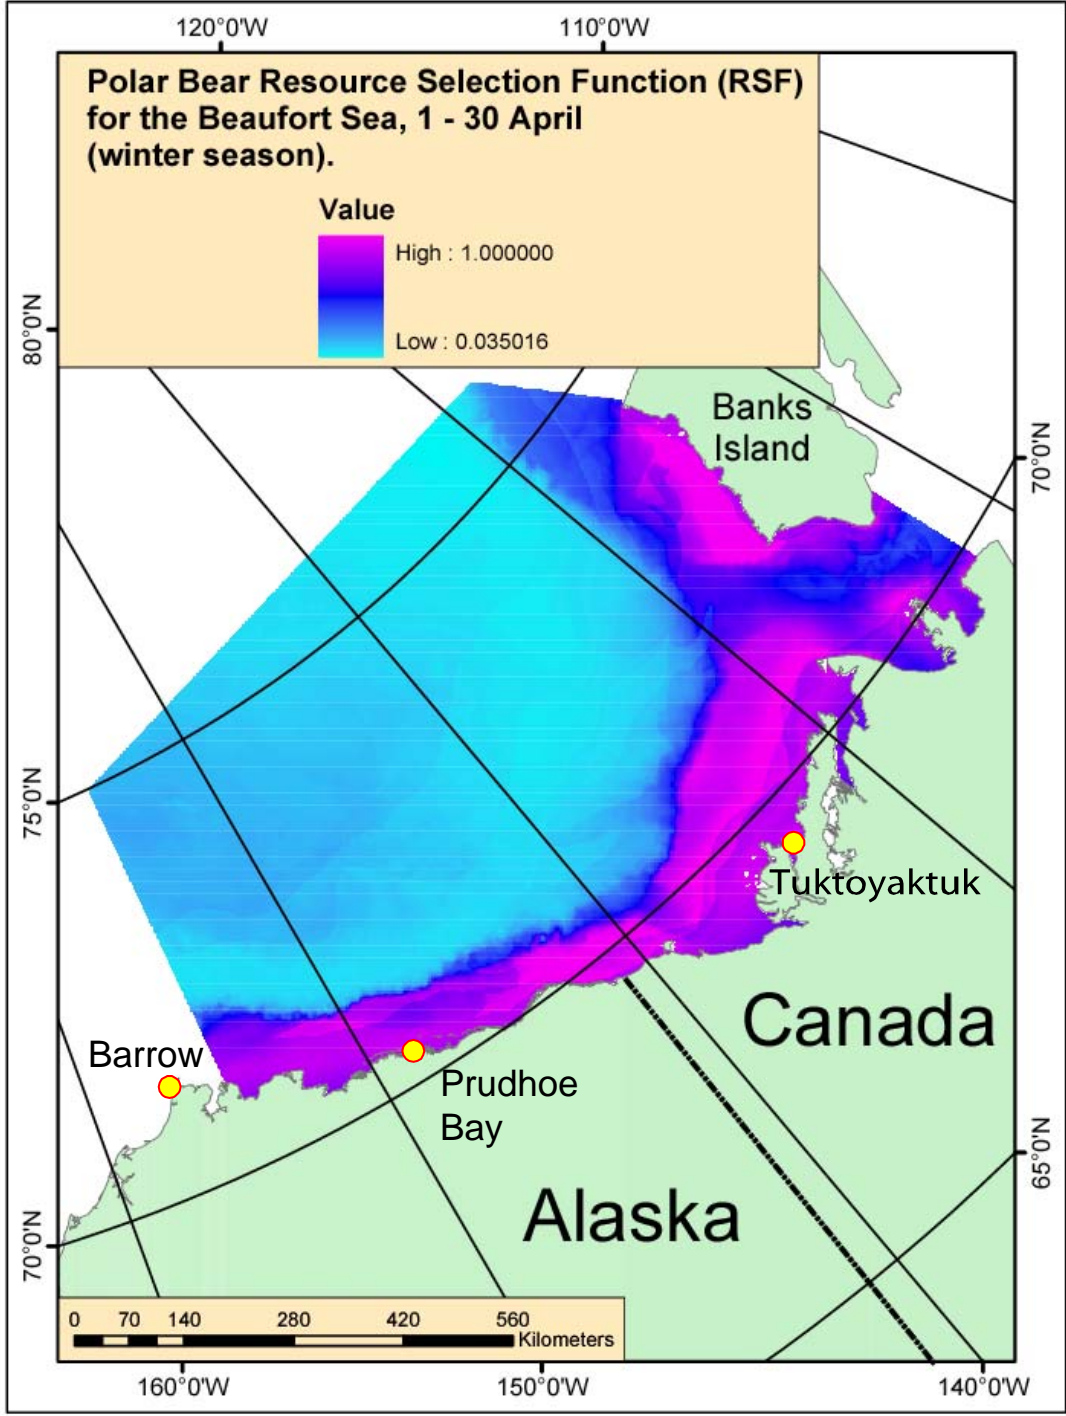 120°0'W
110°0'W
Polar Bear Resource Selection Function (RSF)
for the Beaufort Sea, 1 - 30 April
(winter season).
Value
High : 1.000000
Low : 0.035016
80°0'N
Banks
Island
70°0'N
75°0'N
Tuktoyaktuk
Canada
Barrow
Prudhoe
Bay
65°0'N
Alaska
70°0'N
0 70 140 280 420 560
Kilometers
160°0'W
150°0'W
140°0'W